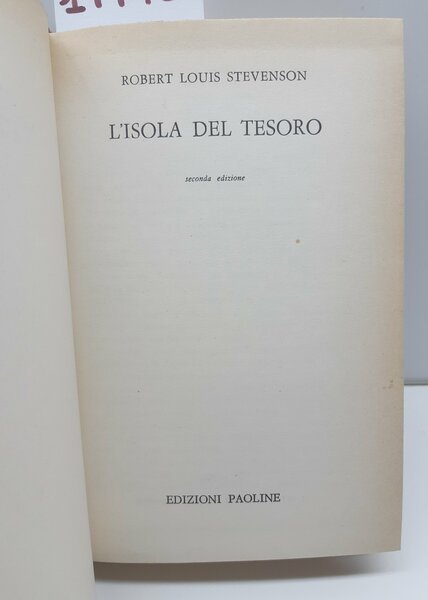 ROBERT LOUIS STEVENSON
L'ISOLA DEL TESORO
seconda edizione
EDIZIONI PAOLINE